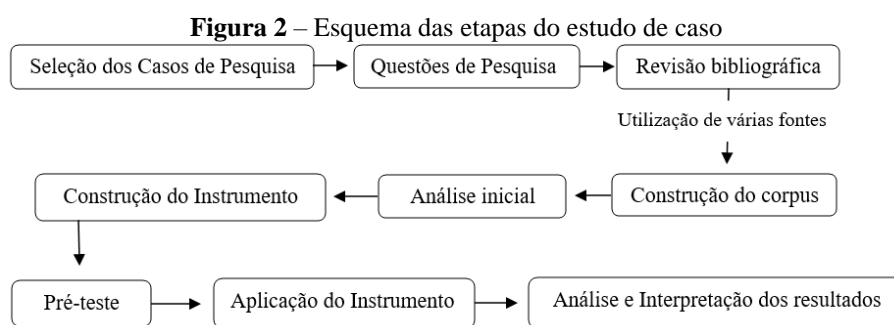 Figura 2 – Esquema das etapas do estudo de caso
Seleção dos Casos de Pesquisa
Questões de Pesquisa
Revisão bibliográfica
Utilização de várias fontes
Construção do corpus
Análise inicial
Construção do Instrumento
Pré-teste
Aplicação do Instrumento
Análise e Interpretação dos resultados